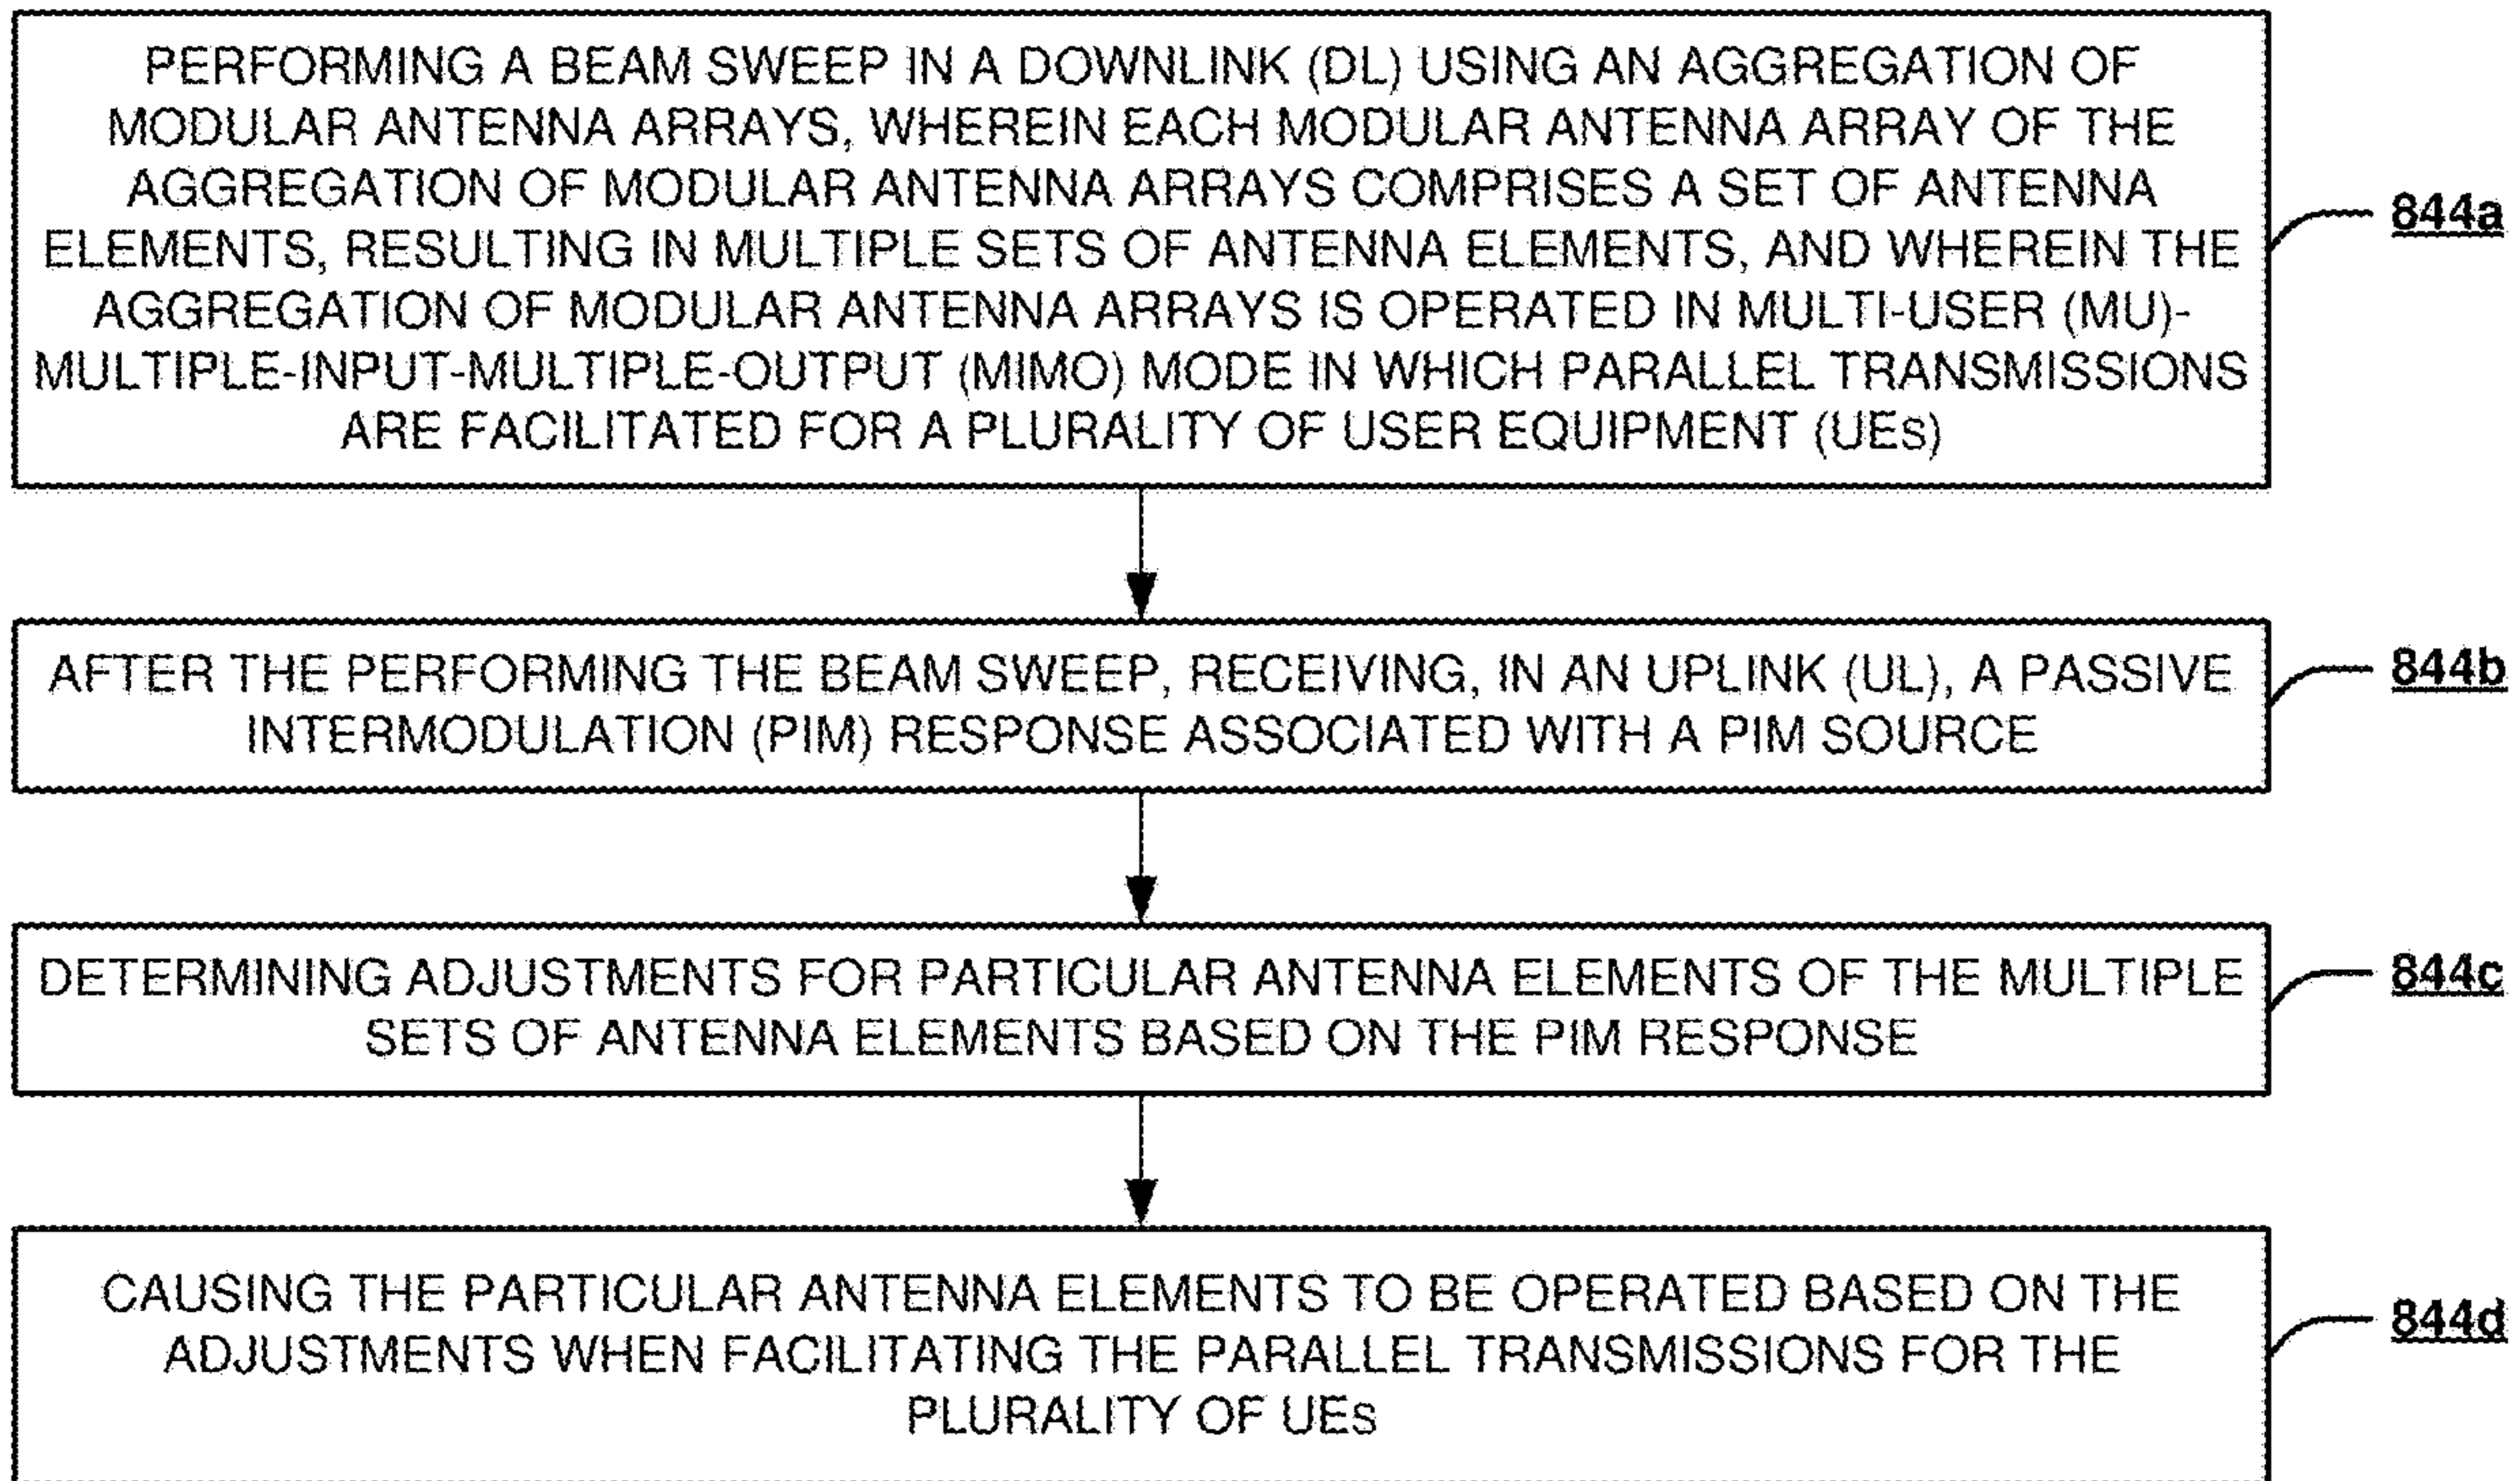 PERFORMING A BEAM SWEEP IN A DOWNLINK (DL) USING AN AGGREGATION OF
MODULAR ANTENNA ARRAYS, WHEREIN EACH MODULAR ANTENNA ARRAY OF THE
AGGREGATION OF MODULAR ANTENNA ARRAYS COMPRISES A SET OF ANTENNA
ELEMENTS, RESULTING IN MULTIPLE SETS OF ANTENNA ELEMENTS, AND WHEREIN THE
AGGREGATION OF MODULAR ANTENNA ARRAYS IS OPERATED IN MULTI-USER (MU)-
MULTIPLE-INPUT-MULTIPLE-OUTPUT (MIMO) MODE IN WHICH PARALLEL TRANSMISSIONS
ARE FACILITATED FOR A PLURALITY OF USER EQUIPMENT (UEs)
844a
AFTER THE PERFORMING THE BEAM SWEEP, RECEIVING, IN AN UPLINK (UL), A PASSIVE
INTERMODULATION (PIM) RESPONSE ASSOCIATED WITH A PIM SOURCE
844b
DETERMINING ADJUSTMENTS FOR PARTICULAR ANTENNA ELEMENTS OF THE MULTIPLE
SETS OF ANTENNA ELEMENTS BASED ON THE PIM RESPONSE
844c
CAUSING THE PARTICULAR ANTENNA ELEMENTS TO BE OPERATED BASED ON THE
ADJUSTMENTS WHEN FACILITATING THE PARALLEL TRANSMISSIONS FOR THE
PLURALITY OF UEs
844d